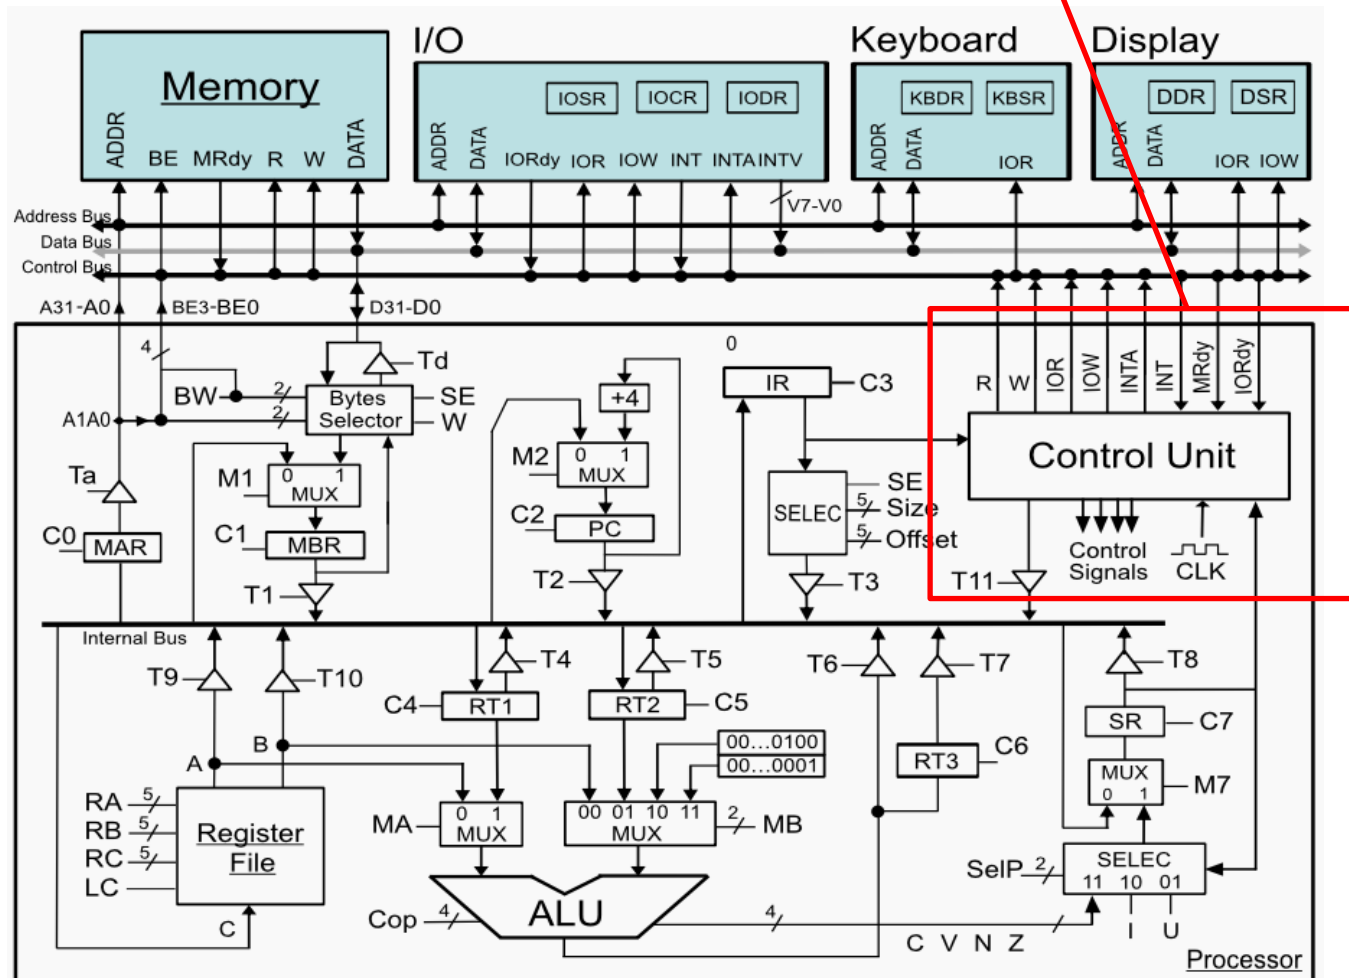 I/O
Keyboard
Display
Memory
IOSR
IOCR
IODR
KBDR
KBSR
DDR
DSR
ADDR
BE
MRdy
R
W
DATA
ADDR
DATA
IORdy
IOR
IOW
INT
INTA
INTV
ADDR
DATA
IOR
ADDR
DATA
IOR
IOW
V7-V0
Address Bus
Data Bus
Control Bus
A31-A0
BE3-BE0
D31-D0
4
Td
0
BW
2
Bytes
Selector
SE
W
A1A0
2
+4
IR
C3
R
W
IOR
IOW
INTA
INT
MRdy
IORdy
Ta
M1
0 1
MUX
M2
0 1
MUX
SELEC
SE
5
Size
5
Offset
Control Unit
C0
MAR
C1
MBR
C2
PC
Control
Signals
CLK
T1
T2
T3
T11
Internal Bus
T9
T10
T4
T5
T6
T7
T8
C4
RT1
RT2
C5
SR
C7
A
B
00...0100
00...0001
RT3
C6
MUX
0 1
M7
RA
5
RB
5
RC
5
LC
Register
File
MA
0 1
MUX
00 01 10 11
MUX
2
MB
SelP
2
SELEC
11 10 01
C
Cop
4
ALU
4
C V N Z
I
U
Processor